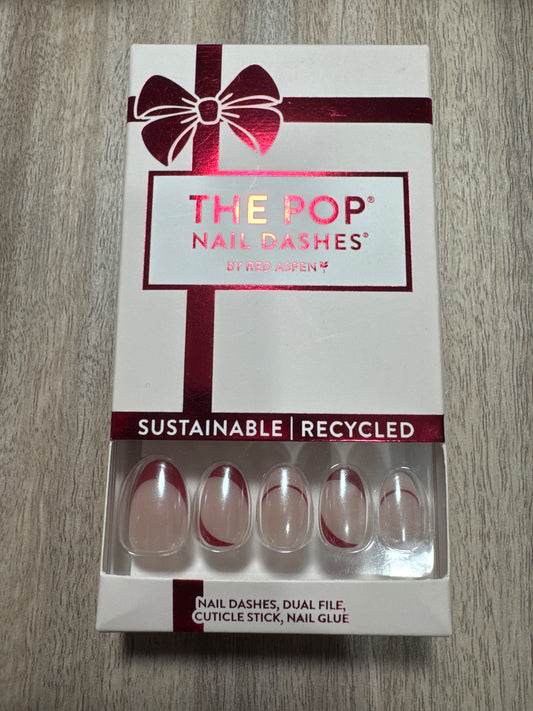 THE POP®
NAIL DASHES®
BY RED ASPEN
SUSTAINABLE | RECYCLED
NAIL DASHES, DUAL FILE,
CUTICLE STICK, NAIL GLUE